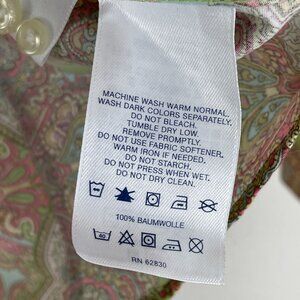 MACHINE WASH WARM NORMAL.
WASH DARK COLORS SEPARATELY.
DO NOT BLEACH.
TUMBLE DRY LOW.
REMOVE PROMPTLY.
DO NOT USE FABRIC SOFTENER.
WARM IRON IF NEEDED.
DO NOT STARCH.
DO NOT PRESS WHEN WET.
DO NOT DRY CLEAN.
100% BAUMWOLLE
40
RN 62830